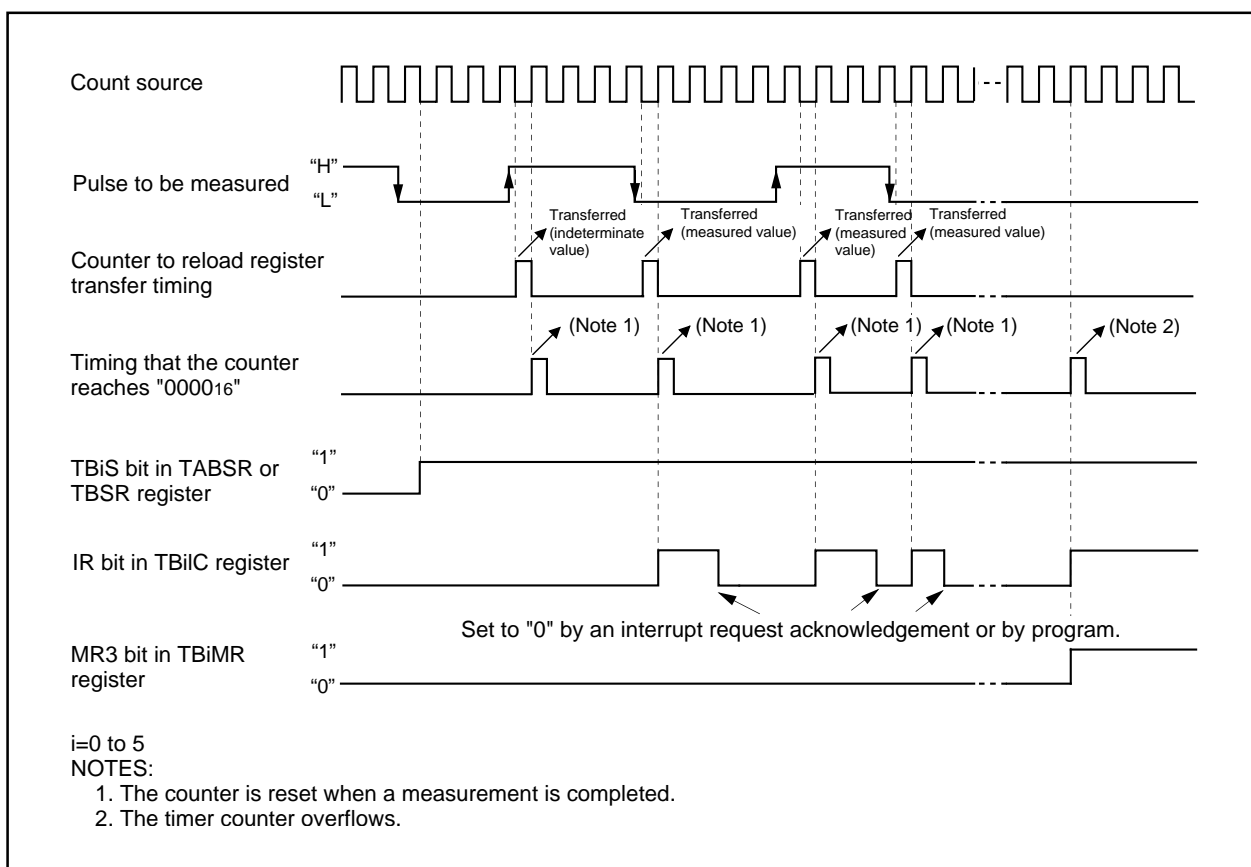 Count source
Pulse to be measured
“H”
“L”
Transferred
(indeterminate
value)
Transferred
(measured value)
Transferred
(measured
value)
Transferred
(measured value)
Counter to reload register
transfer timing
(Note 1)
(Note 1)
(Note 1)
(Note 1)
(Note 2)
Timing that the counter
reaches "000016"
TBiS bit in TABSR or
TBSR register
“1”
“0”
IR bit in TBiIC register
“1”
“0”
Set to "0" by an interrupt request acknowledgement or by program.
MR3 bit in TBiMR
register
“1”
“0”
i=0 to 5
NOTES:
1. The counter is reset when a measurement is completed.
2. The timer counter overflows.